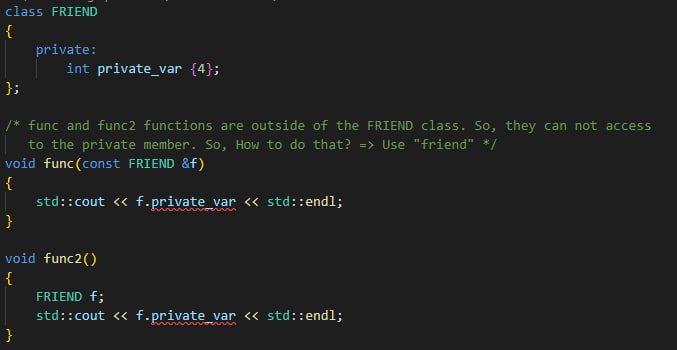 class FRIEND
{
    private:
        int private_var {4};
};

/* func and func2 functions are outside of the FRIEND class. So, they can not access
   to the private member. So, How to do that? => Use "friend" */
void func(const FRIEND &f)
{
    std::cout << f.private_var << std::endl;
}

void func2()
{
    FRIEND f;
    std::cout << f.private_var << std::endl;
}